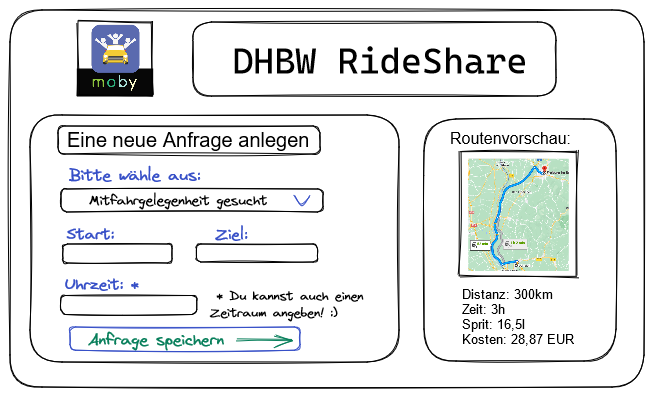 moby
DHBW RideShare
Eine neue Anfrage anlegen
Bitte wähle aus:
Mitfahrgelegenheit gesucht
Start:
Ziel:
Uhrzeit: *
* Du kannst auch einen
Zeitraum angeben! :)
Anfrage speichern
Routenvorschau:
Distanz: 300km
Zeit: 3h
Sprit: 16,5l
Kosten: 28,87 EUR